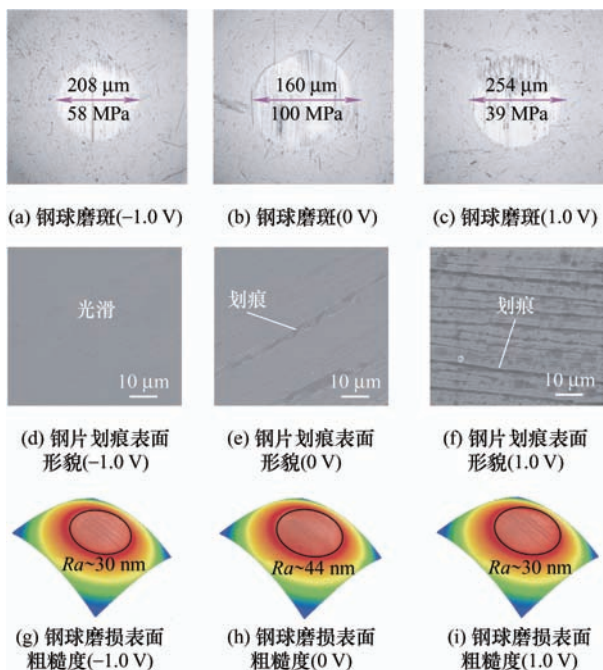 208 μm
58 MPa
160 μm
100 MPa
254 μm
39 MPa
(a) 钢球磨斑(−1.0 V)
(b) 钢球磨斑(0 V)
(c) 钢球磨斑(1.0 V)
光滑
10 μm
划痕
10 μm
划痕
10 μm
(d) 钢片划痕表面
形貌(−1.0 V)
(e) 钢片划痕表面
形貌(0 V)
(f) 钢片划痕表面
形貌(1.0 V)
Ra~30 nm
Ra~44 nm
Ra~30 nm
(g) 钢球磨损表面
粗糙度(−1.0 V)
(h) 钢球磨损表面
粗糙度(0 V)
(i) 钢球磨损表面
粗糙度(1.0 V)